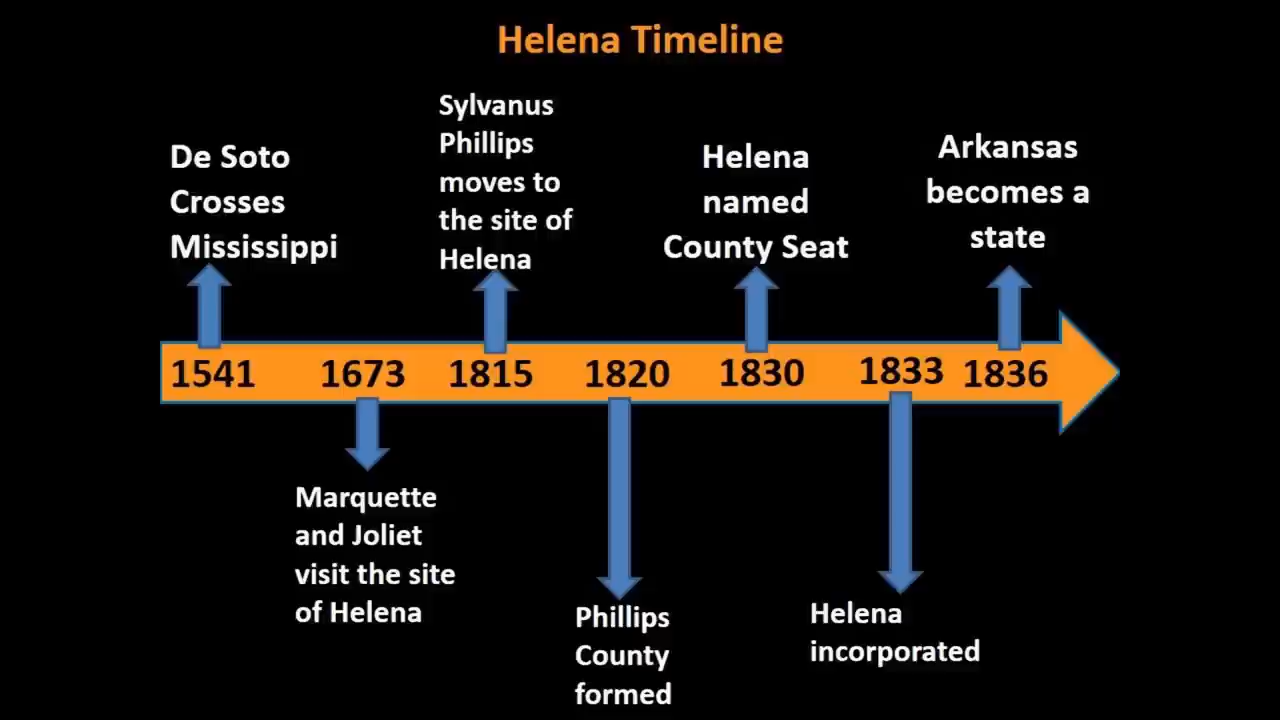 Helena Timeline
De Soto
Crosses
Mississippi
Sylvanus
Phillips
moves to
the site of
Helena
Helena
named
County Seat
Arkansas
becomes a
state
1541 1673 1815 1820 1830 1833 1836
Marquette
and Joliet
visit the site
of Helena
Phillips
County
formed
Helena
incorporated